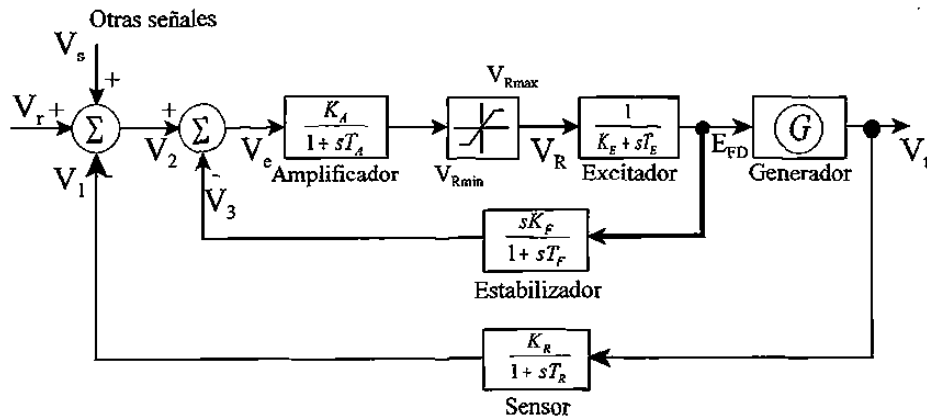 Otras señales
V_s
+
V_r +
Σ
-
V_1
+
V_2
Σ
-
V_3
V_e
K_A
1 + sT_A
Amplificador
V_Rmax
V_Rmin
V_R
1
K_E + sT_E
Excitador
E_FD
G
Generador
V_t
sK_F
1 + sT_F
Estabilizador
K_R
1 + sT_R
Sensor